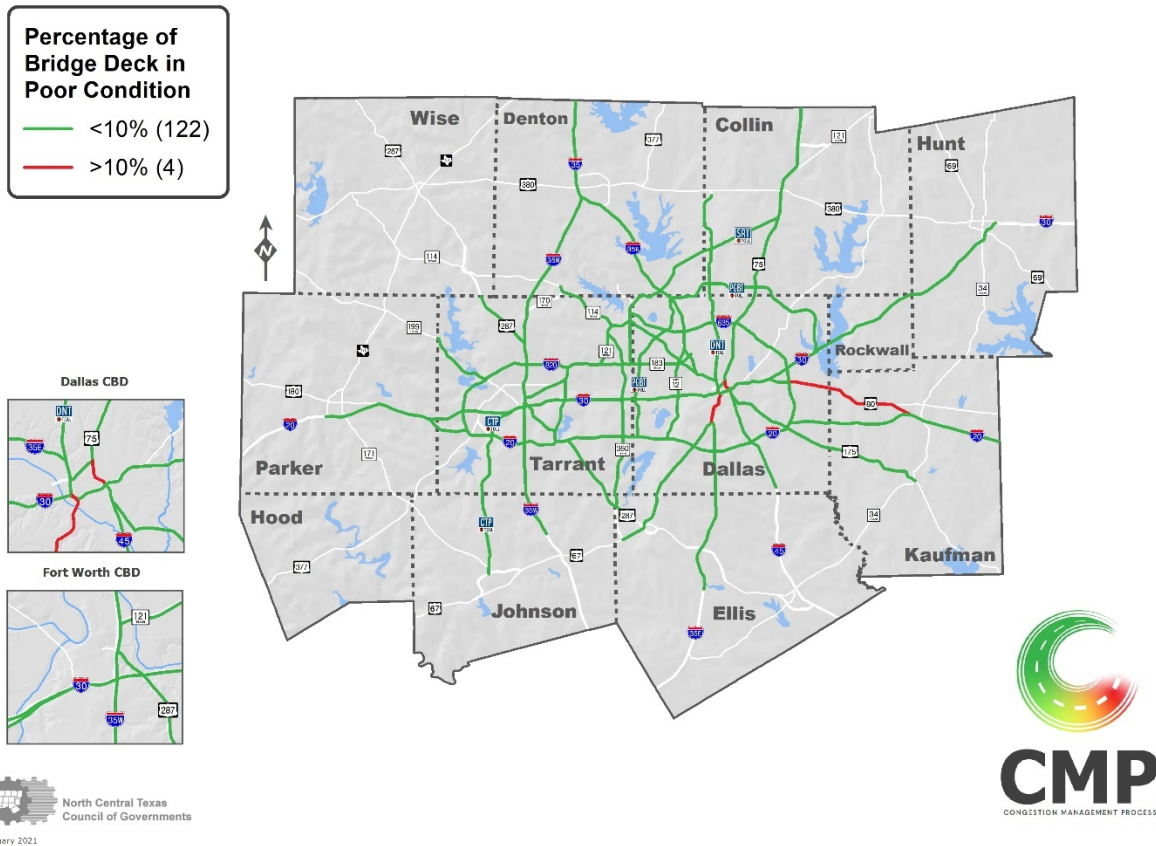 Percentage of
Bridge Deck in
Poor Condition
<10% (122)
>10% (4)
Wise
Denton
Collin
Hunt
287
377
121
69
35
380
380
N
35W
35E
SRT
30
114
75
69
34
PGBT
170
114
199
287
635
DNT
121
183
Rockwall
820
30
PGBT
12
180
30
80
20
CTP
20
20
20
171
360
175
Parker
Tarrant
Dallas
Hood
35W
287
34
CTP
45
67
Kaufman
377
67
Johnson
Ellis
35E
Dallas CBD
DNT
75
35E
30
45
Fort Worth CBD
121
30
35W
287
North Central Texas
Council of Governments
2021
CMP
CONGESTION MANAGEMENT PROCESS